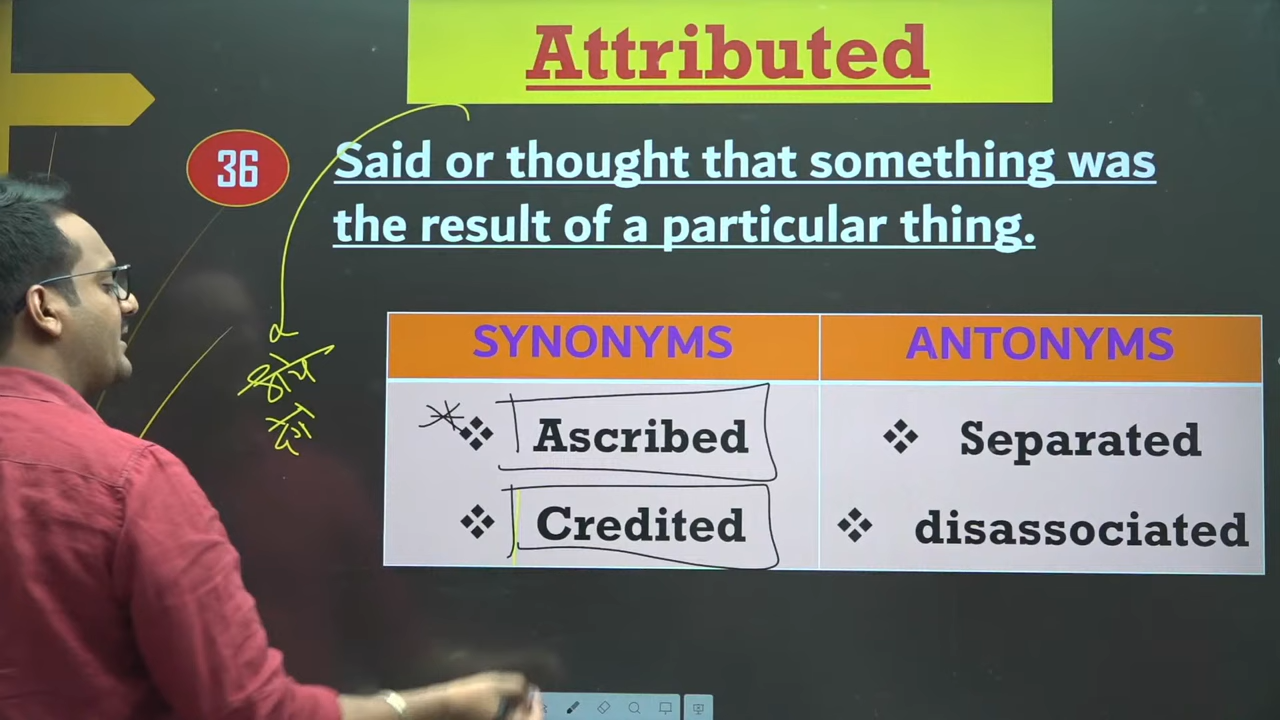 Attributed
36
Said or thought that something was
the result of a particular thing.
SYNONYMS
ANTONYMS
Ascribed
Separated
Credited
disassociated